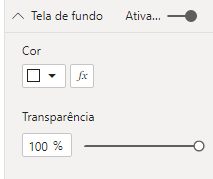 Tela de fundo Ativa...
Cor
fx
Transparência
100 %